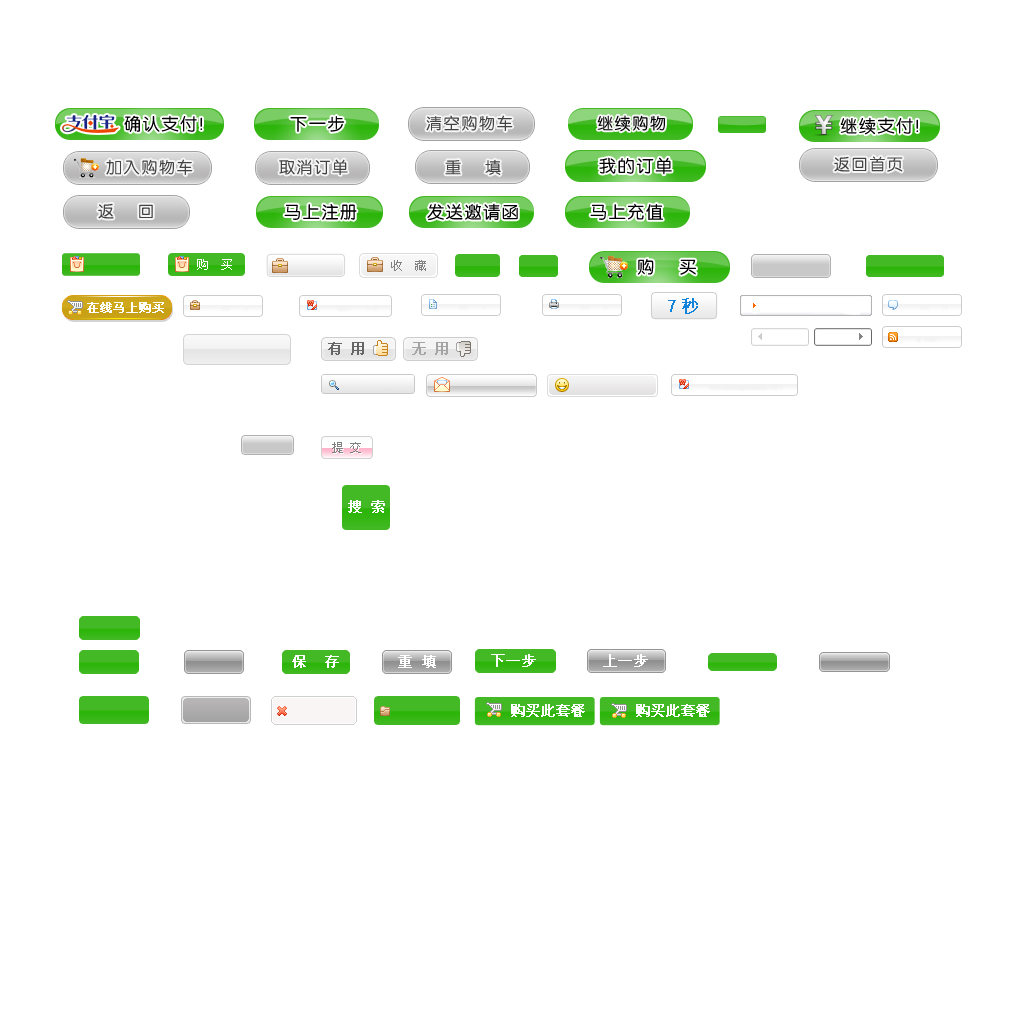 支付宝 确认支付! 下一步 清空购物车 继续购物 ¥ 继续支付!
加入购物车 取消订单 重 填 我的订单 返回首页
返 回 马上注册 发送邀请函 马上充值
购 买 收 藏 购 买
在线马上购买 7 秒
有 用 无 用
提 交
搜 索
保 存 重 填 下一步 上一步
购买此套餐 购买此套餐